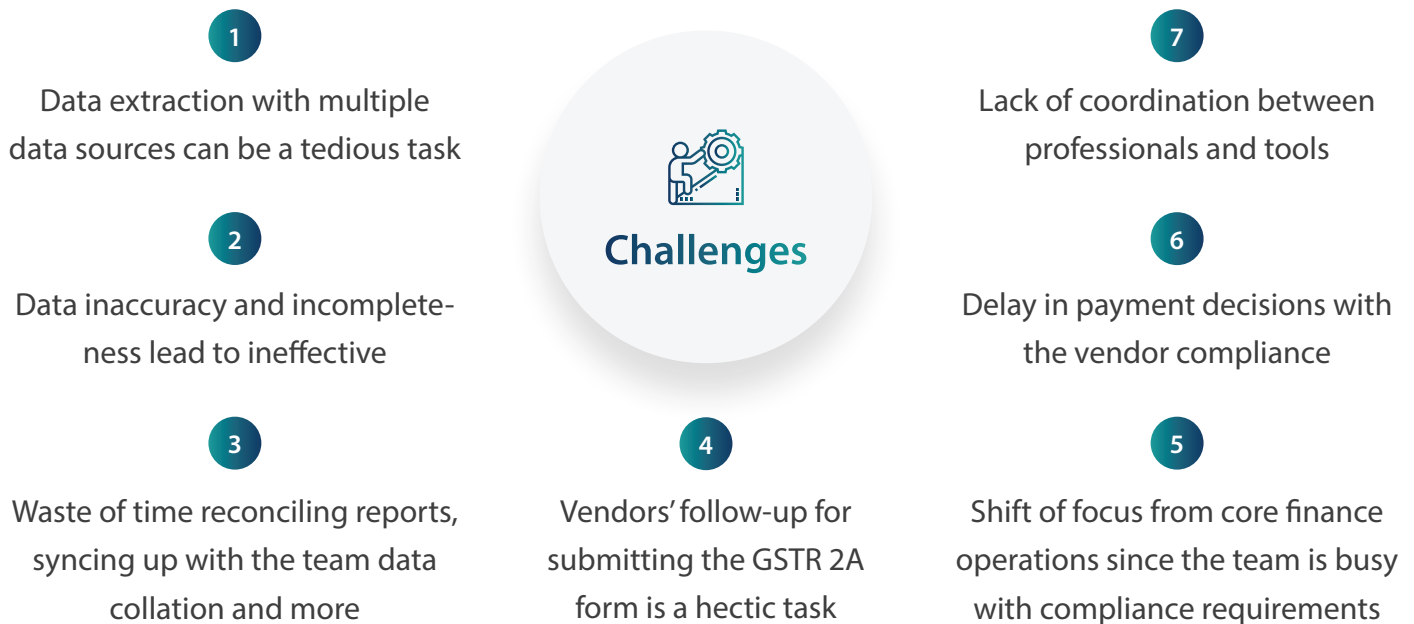 1
Data extraction with multiple
data sources can be a tedious task
2
Data inaccuracy and incomplete-
ness lead to ineffective
3
Waste of time reconciling reports,
syncing up with the team data
collation and more
Challenges
4
Vendors’ follow-up for
submitting the GSTR 2A
form is a hectic task
5
Shift of focus from core finance
operations since the team is busy
with compliance requirements
6
Delay in payment decisions with
the vendor compliance
7
Lack of coordination between
professionals and tools